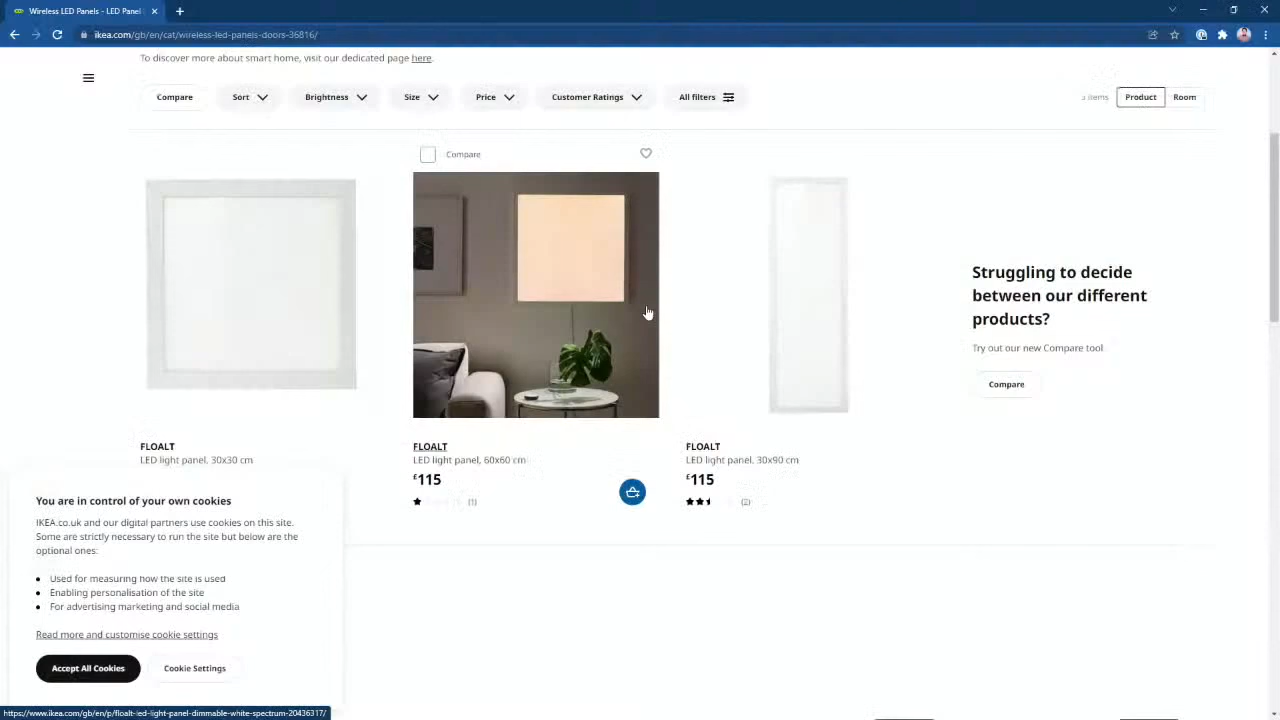 Wireless LED Panels - LED Panel
ikea.com/gb/en/cat/wireless-led-panels-doors-36816/
To discover more about smart home, visit our dedicated page here.
Compare
Sort
Brightness
Size
Price
Customer Ratings
All filters
items
Product
Room
Compare
Struggling to decide
between our different
products?
Try out our new Compare tool
Compare
FLOALT
LED light panel, 30x30 cm
FLOALT
LED light panel, 60x60 cm
£115
(1)
FLOALT
LED light panel, 30x90 cm
£115
(2)
You are in control of your own cookies
IKEA.co.uk and our digital partners use cookies on this site.
Some are strictly necessary to run the site but below are the
optional ones:
Used for measuring how the site is used
Enabling personalisation of the site
For advertising marketing and social media
Read more and customise cookie settings
Accept All Cookies
Cookie Settings
https://www.ikea.com/gb/en/p/floalt-led-light-panel-dimmable-white-spectrum-20436317/